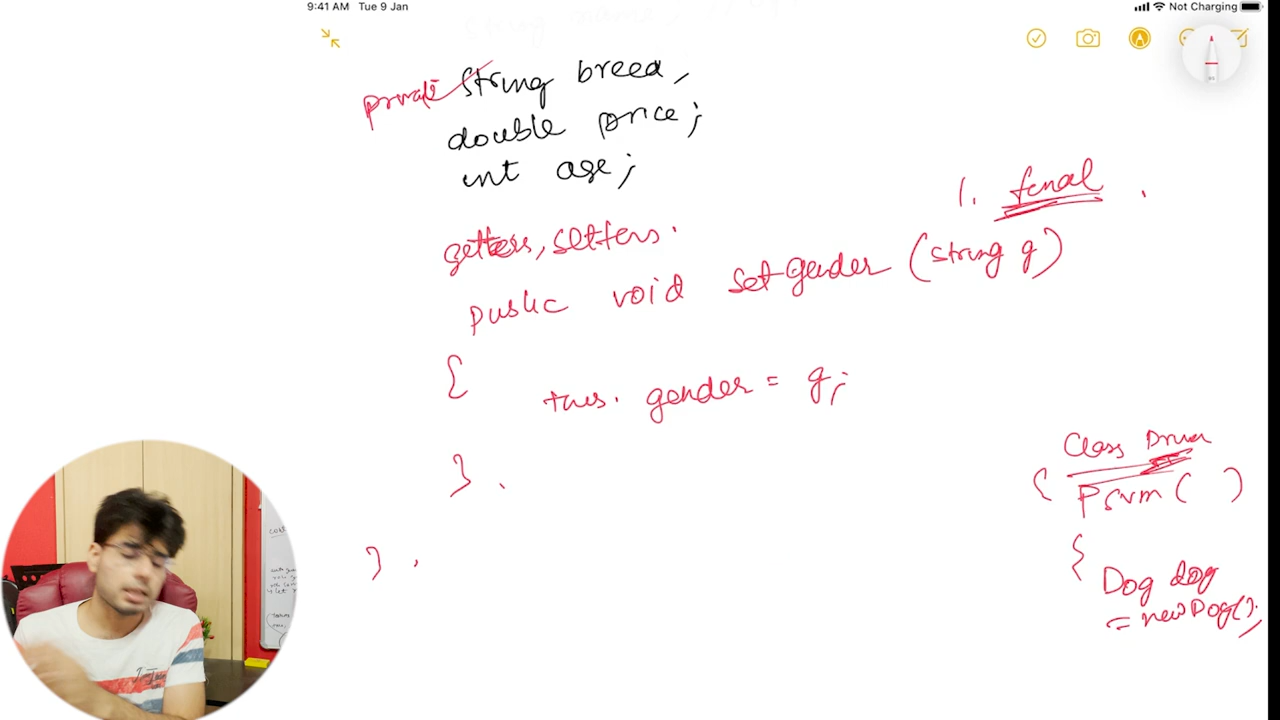 9:41 AM Tue 9 Jan
Not Charging
private String breed,
double price;
int age;
1. final
getters, setters.
public void setgender (string g)
{
this. gender = g;
}.
Class Driver
{ Psvm( )
{
Dog dog
= new Dog();
}.